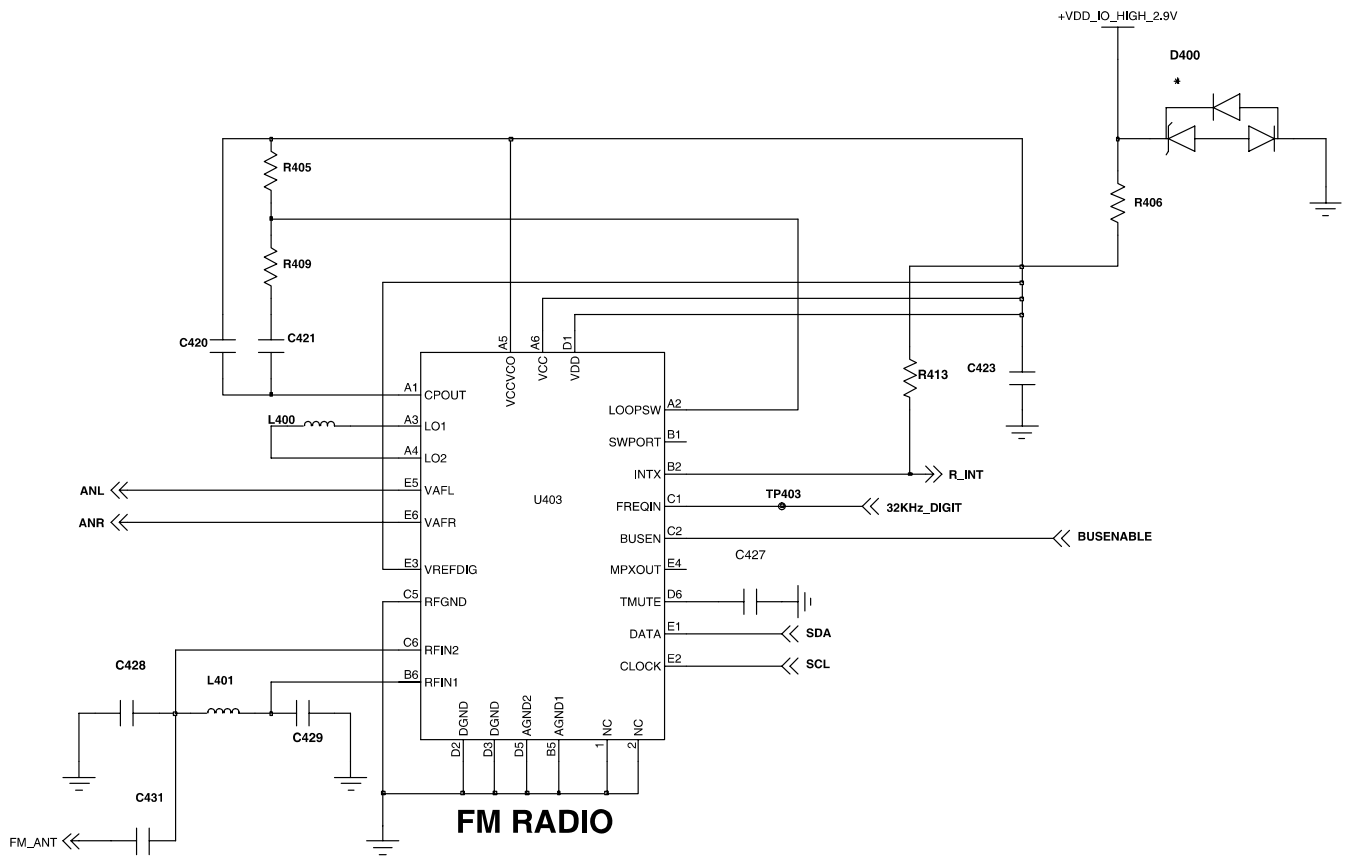 +VDD_IO_HIGH_2.9V
D400
*
R405
R406
R409
C420
C421
A5
A6
D1
R413
C423
VCCVCO
VCC
VDD
A1
CPOUT
LOOPSW
A2
L400
A3
LO1
SWPORT
B1
A4
LO2
INTX
B2
R_INT
ANL
E5
VAFL
U403
FREQIN
C1
TP403
32KHz_DIGIT
ANR
E6
VAFR
BUSEN
C2
BUSENABLE
C427
E3
VREFDIG
MPXOUT
E4
C5
RFGND
TMUTE
D6
DATA
E1
SDA
C6
RFIN2
CLOCK
E2
SCL
C428
L401
B6
RFIN1
C429
DGND
DGND
AGND2
AGND1
NC
NC
D2
D3
D5
B5
1
2
C431
FM RADIO
FM_ANT